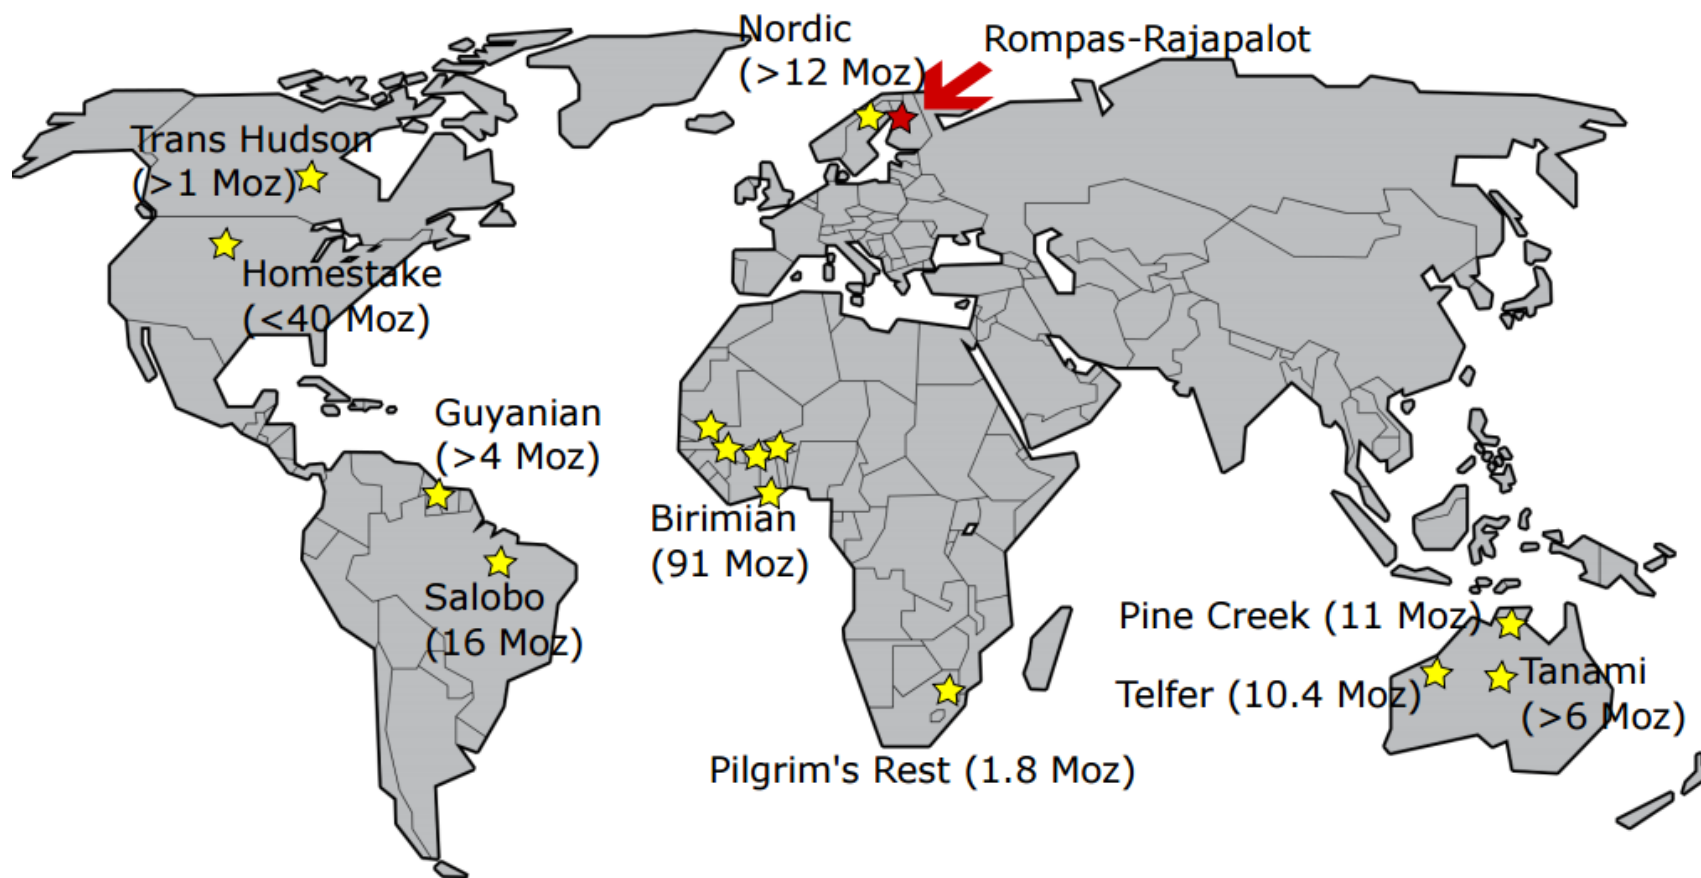 Nordic
(>12 Moz)
Rompas-Rajapalot
Trans Hudson
(>1 Moz)
Homestake
(<40 Moz)
Guyanian
(>4 Moz)
Birimian
(91 Moz)
Salobo
(16 Moz)
Pine Creek (11 Moz)
Telfer (10.4 Moz)
Tanami
(>6 Moz)
Pilgrim's Rest (1.8 Moz)